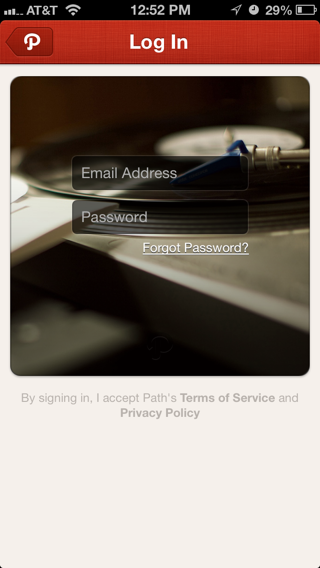 AT&T 12:52 PM 29%
Log In
Email Address
Password
Forgot Password?
By signing in, I accept Path's Terms of Service and
Privacy Policy